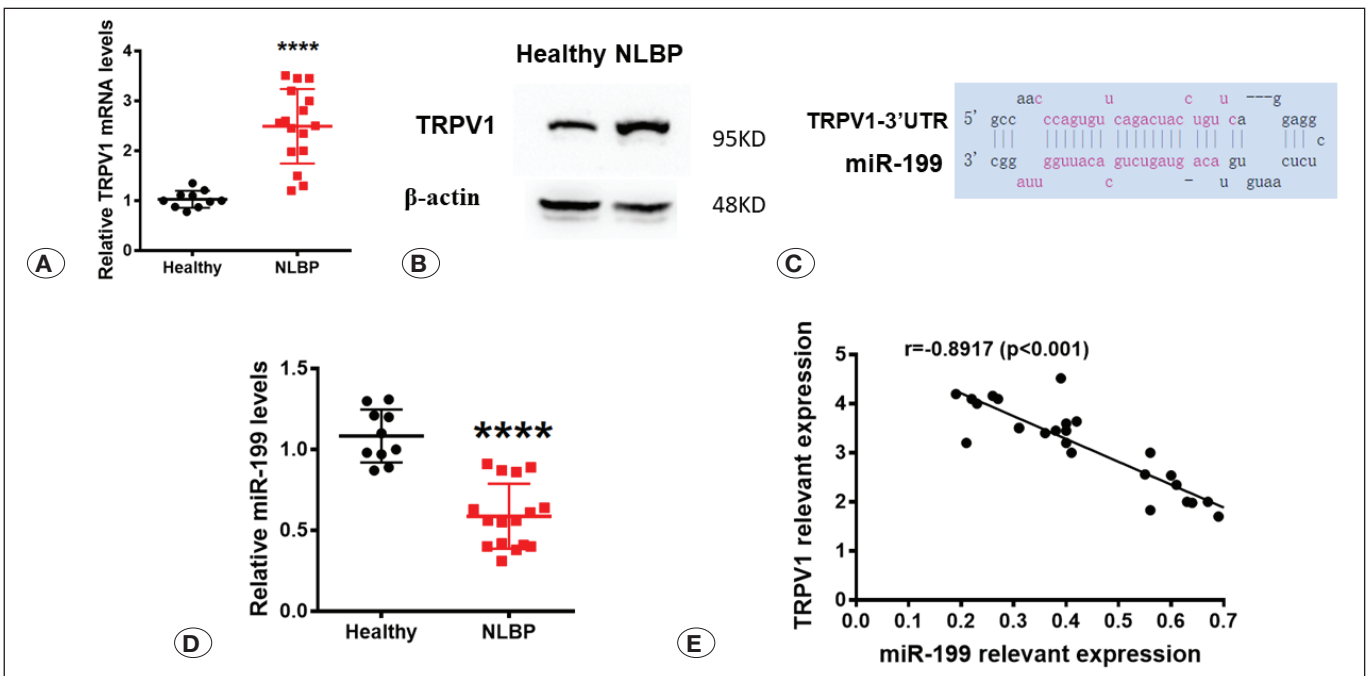 Relative TRPV1 mRNA levels
4
3
2
1
0
****
Healthy
NLBP
A
Healthy NLBP
TRPV1
95KD
β-actin
48KD
B
aac u c u ---g
TRPV1-3'UTR 5' gcc ccagugu cagacuac ugu ca gagg
c
miR-199 3' cgg gguuaca gucugaug aca gu cucu
auu c - u guaa
C
Relative miR-199 levels
1.5
1.0
0.5
0.0
****
Healthy
NLBP
D
TRPV1 relevant expression
r=-0.8917 (p<0.001)
5
4
3
2
1
0
0.0 0.1 0.2 0.3 0.4 0.5 0.6 0.7
miR-199 relevant expression
E